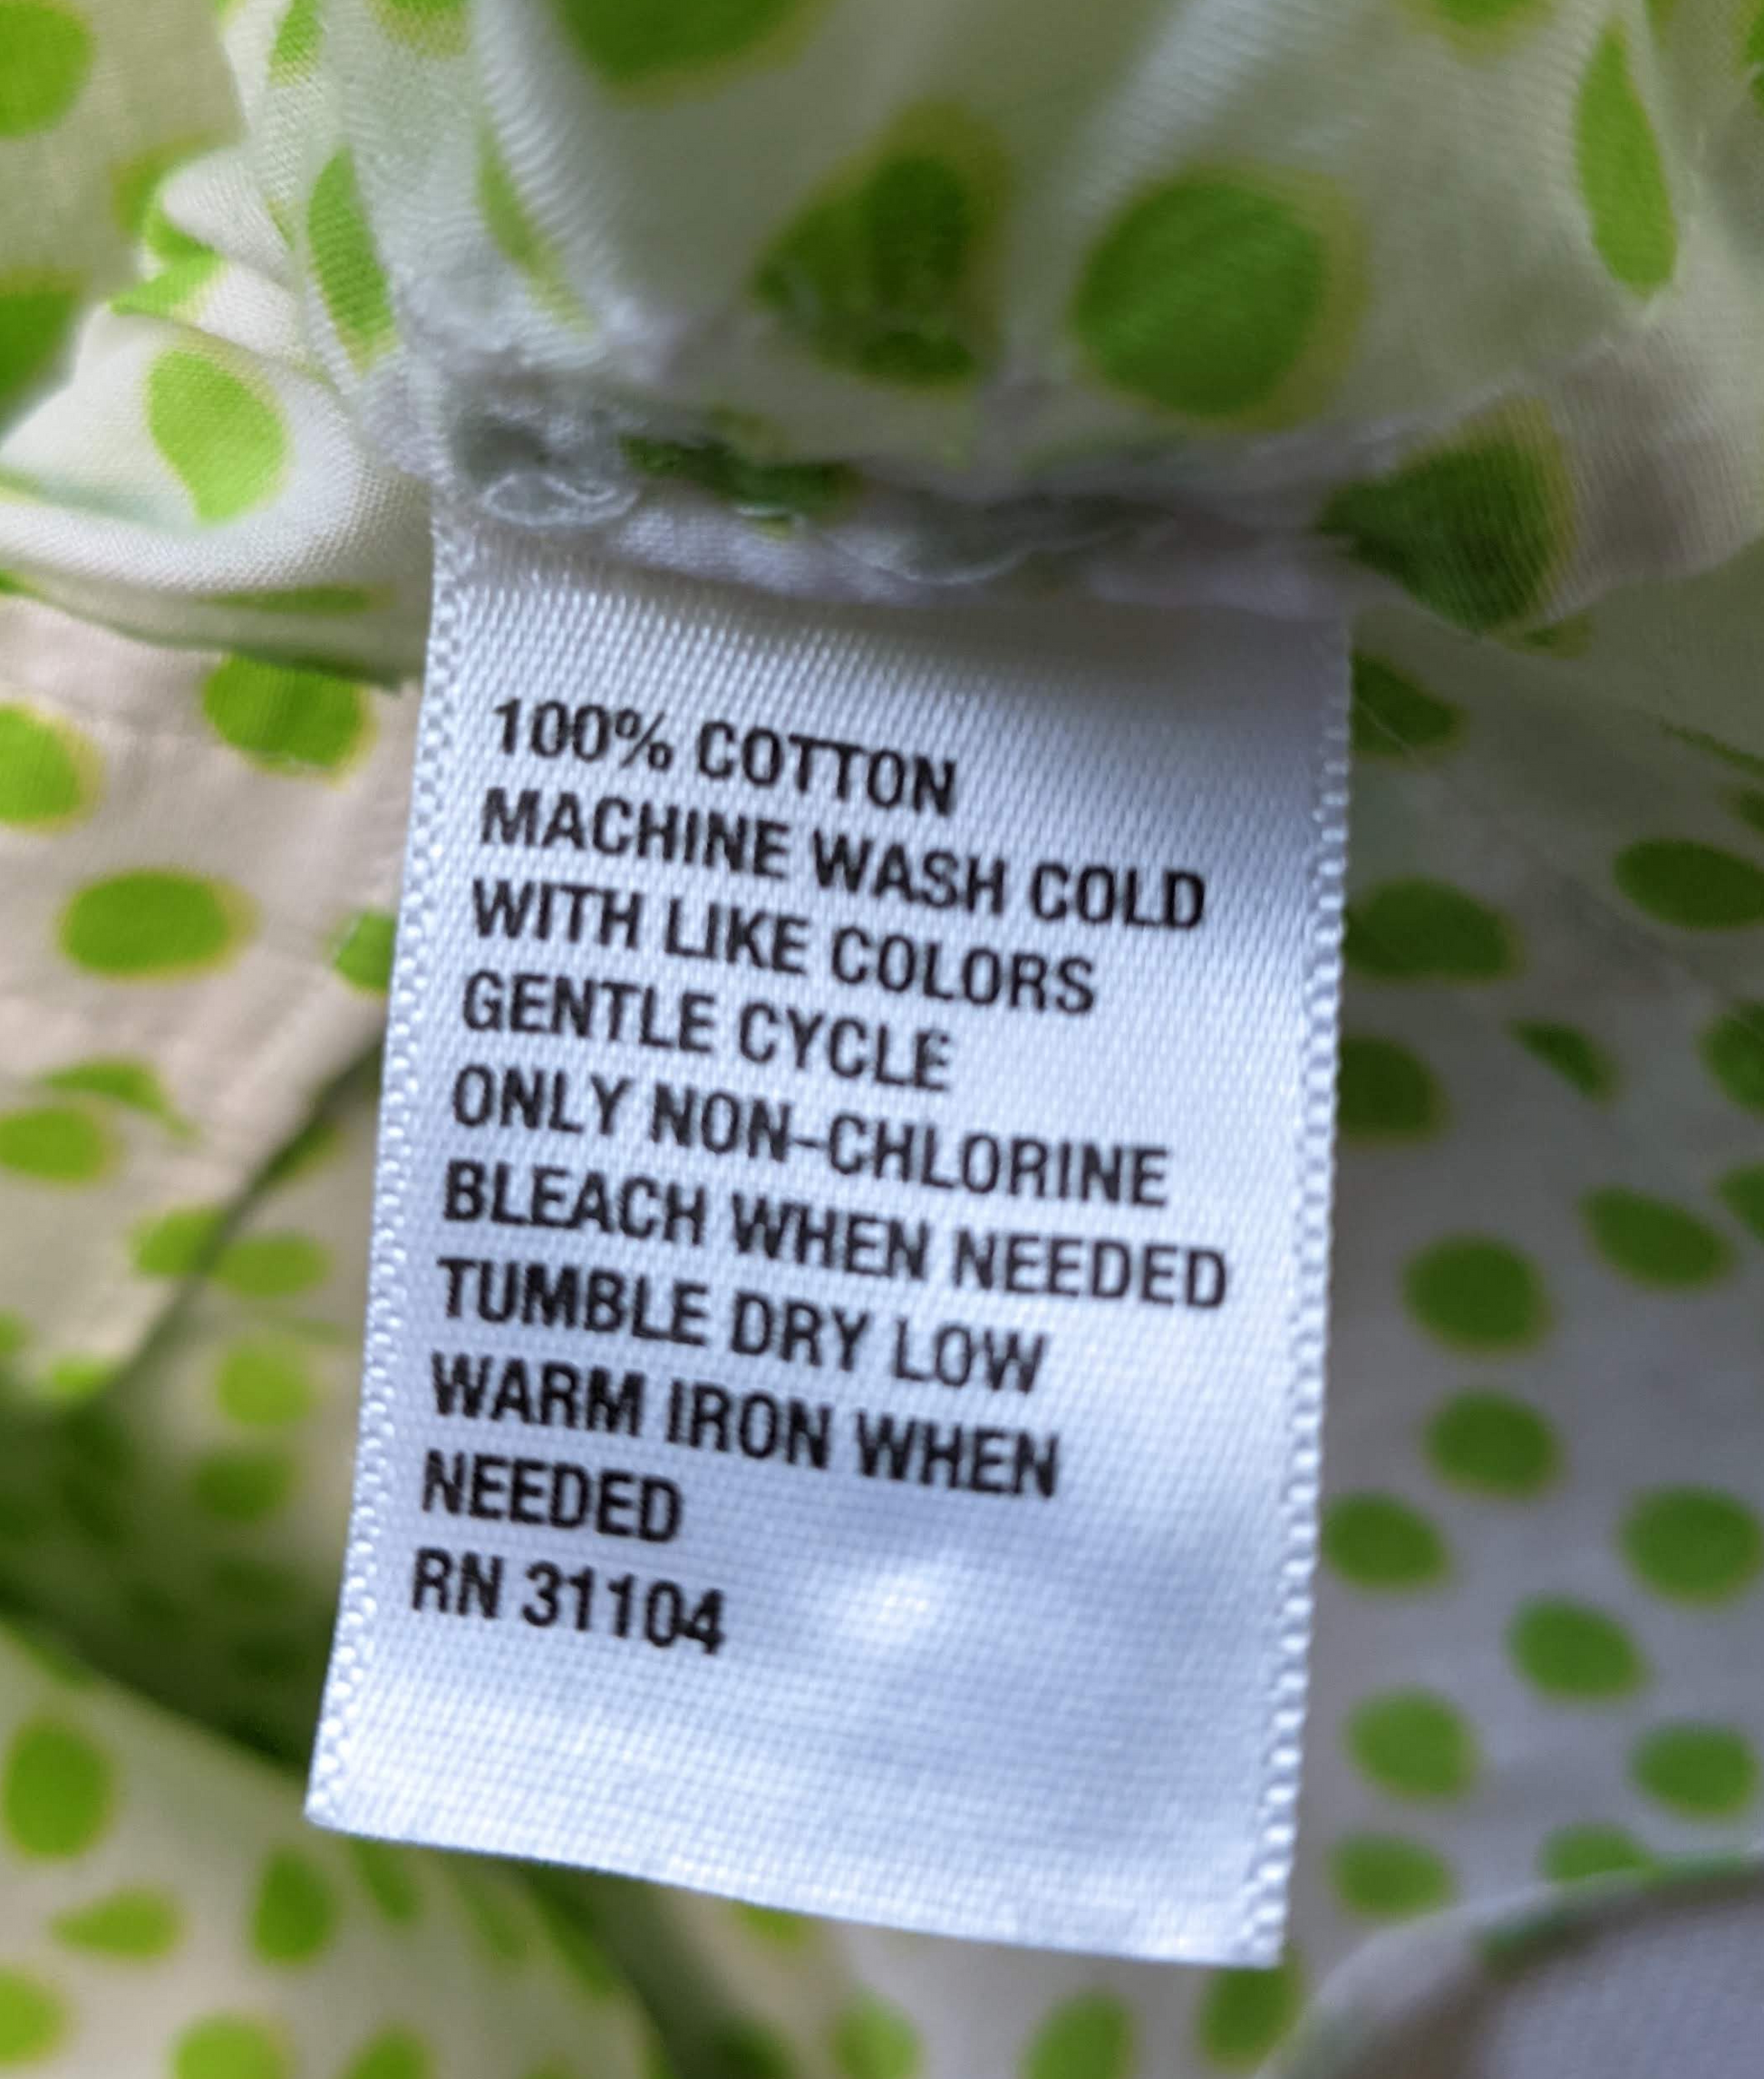 100% COTTON
MACHINE WASH COLD
WITH LIKE COLORS
GENTLE CYCLE
ONLY NON-CHLORINE
BLEACH WHEN NEEDED
TUMBLE DRY LOW
WARM IRON WHEN
NEEDED
RN 31104